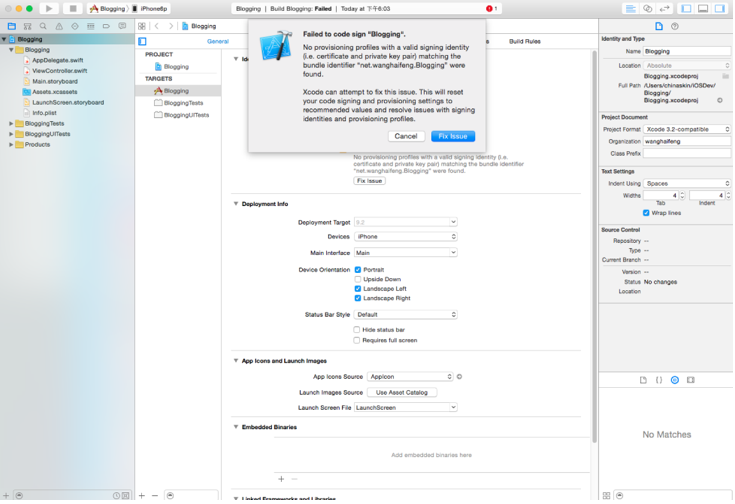 Blogging
iPhone6p
Blogging | Build Blogging: Failed | Today at 下午6:03
1
Blogging
Blogging
Blogging
AppDelegate.swift
ViewController.swift
Main.storyboard
Assets.xcassets
LaunchScreen.storyboard
Info.plist
BloggingTests
BloggingUITests
Products
General
Build Rules
PROJECT
Blogging
TARGETS
Blogging
BloggingTests
BloggingUITests
Failed to code sign "Blogging".
No provisioning profiles with a valid signing identity
(i.e. certificate and private key pair) matching the
bundle identifier "net.wanghaifeng.Blogging" were
found.
Xcode can attempt to fix this issue. This will reset
your code signing and provisioning settings to
recommended values and resolve issues with signing
identities and provisioning profiles.
Cancel
Fix Issue
No provisioning profiles with a valid signing identity (i.e.
certificate and private key pair) matching the bundle identifier
"net.wanghaifeng.Blogging" were found.
Fix Issue
Deployment Info
Deployment Target
9.2
Devices
iPhone
Main Interface
Main
Device Orientation
Portrait
Upside Down
Landscape Left
Landscape Right
Status Bar Style
Default
Hide status bar
Requires full screen
App Icons and Launch Images
App Icons Source
AppIcon
Launch Images Source
Use Asset Catalog
Launch Screen File
LaunchScreen
Embedded Binaries
Add embedded binaries here
Linked Frameworks and Libraries
Identity and Type
Name
Blogging
Location
Absolute
Blogging.xcodeproj
Full Path
/Users/chinaskin/iOSDev/
Blogging/
Blogging.xcodeproj
Project Document
Project Format
Xcode 3.2-compatible
Organization
wanghaifeng
Class Prefix
Text Settings
Indent Using
Spaces
Widths
4
4
Tab
Indent
Wrap lines
Source Control
Repository
--
Type
--
Current Branch
--
Version
--
Status
No changes
Location
No Matches